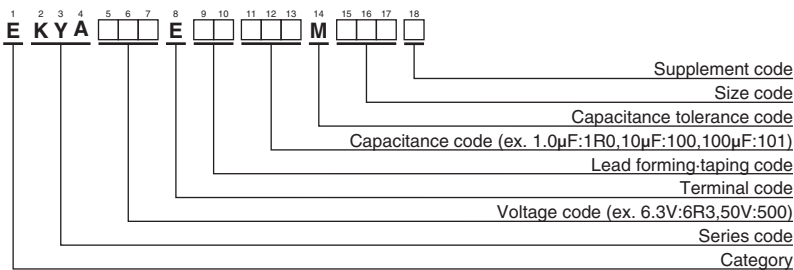 1 2 3 4 5 6 7 8 9 10 11 12 13 14 15 16 17 18
E K Y A E M
Supplement code
Size code
Capacitance tolerance code
Capacitance code (ex. 1.0μF:1R0,10μF:100,100μF:101)
Lead forming·taping code
Terminal code
Voltage code (ex. 6.3V:6R3,50V:500)
Series code
Category